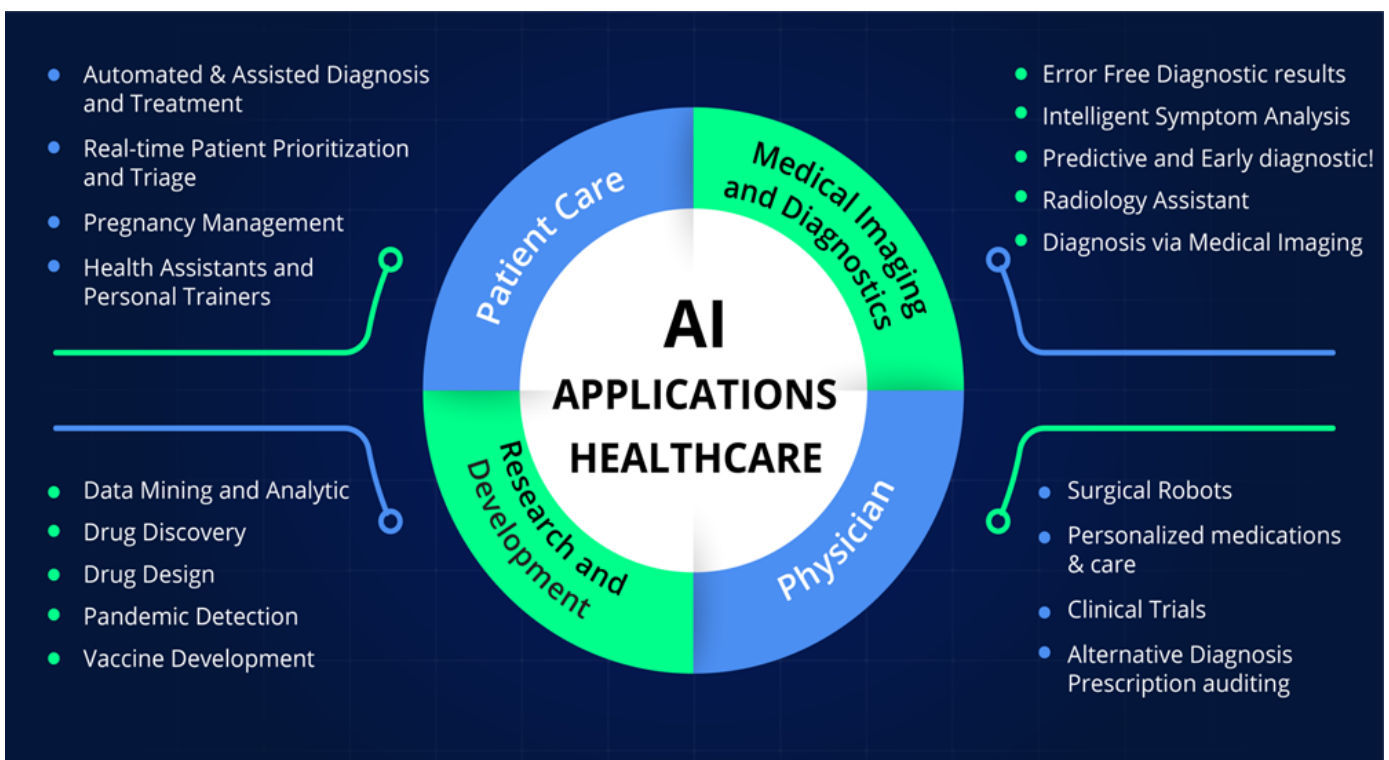 Automated & Assisted Diagnosis
and Treatment
Real-time Patient Prioritization
and Triage
Pregnancy Management
Health Assistants and
Personal Trainers
Error Free Diagnostic results
Intelligent Symptom Analysis
Predictive and Early diagnostic!
Radiology Assistant
Diagnosis via Medical Imaging
Patient Care
Medical Imaging
and Diagnostics
AI
APPLICATIONS
HEALTHCARE
Research and
Development
Physician
Data Mining and Analytic
Drug Discovery
Drug Design
Pandemic Detection
Vaccine Development
Surgical Robots
Personalized medications
& care
Clinical Trials
Alternative Diagnosis
Prescription auditing